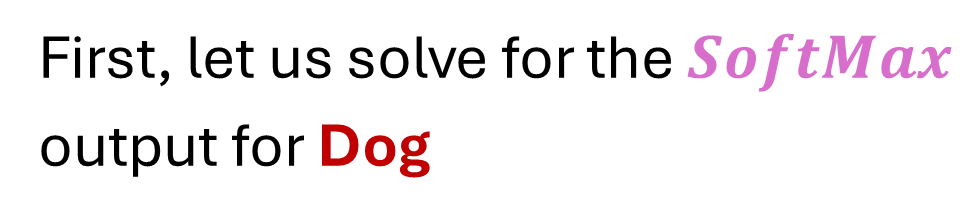 First, let us solve for the SoftMax
output for Dog